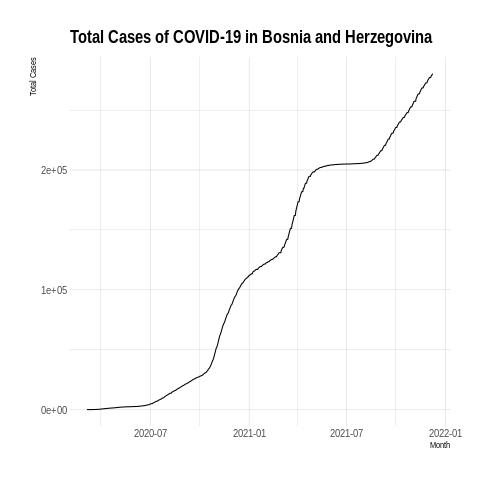 Total Cases of COVID-19 in Bosnia and Herzegovina
Total Cases
2e+05
1e+05
0e+00
2020-07 2021-01 2021-07 2022-01
Month